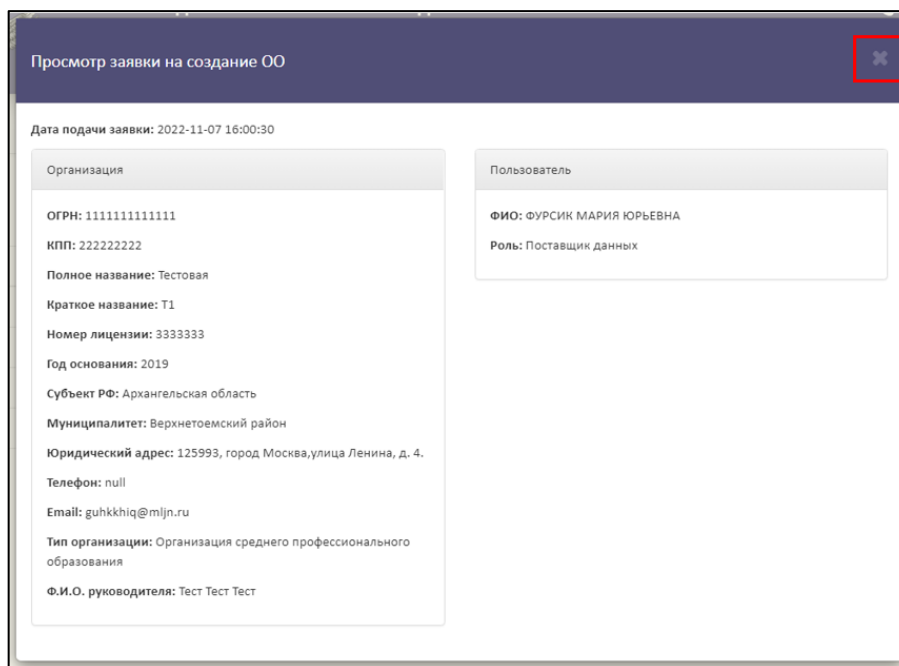 Просмотр заявки на создание ОО
Дата подачи заявки: 2022-11-07 16:00:30
Организация
ОГРН: 1111111111111
КПП: 222222222
Полное название: Тестовая
Краткое название: Т1
Номер лицензии: 3333333
Год основания: 2019
Субъект РФ: Архангельская область
Муниципалитет: Верхнетоемский район
Юридический адрес: 125993, город Москва,улица Ленина, д. 4.
Телефон: null
Email: guhkkhiq@mljn.ru
Тип организации: Организация среднего профессионального
образования
Ф.И.О. руководителя: Тест Тест Тест
Пользователь
ФИО: ФУРСИК МАРИЯ ЮРЬЕВНА
Роль: Поставщик данных